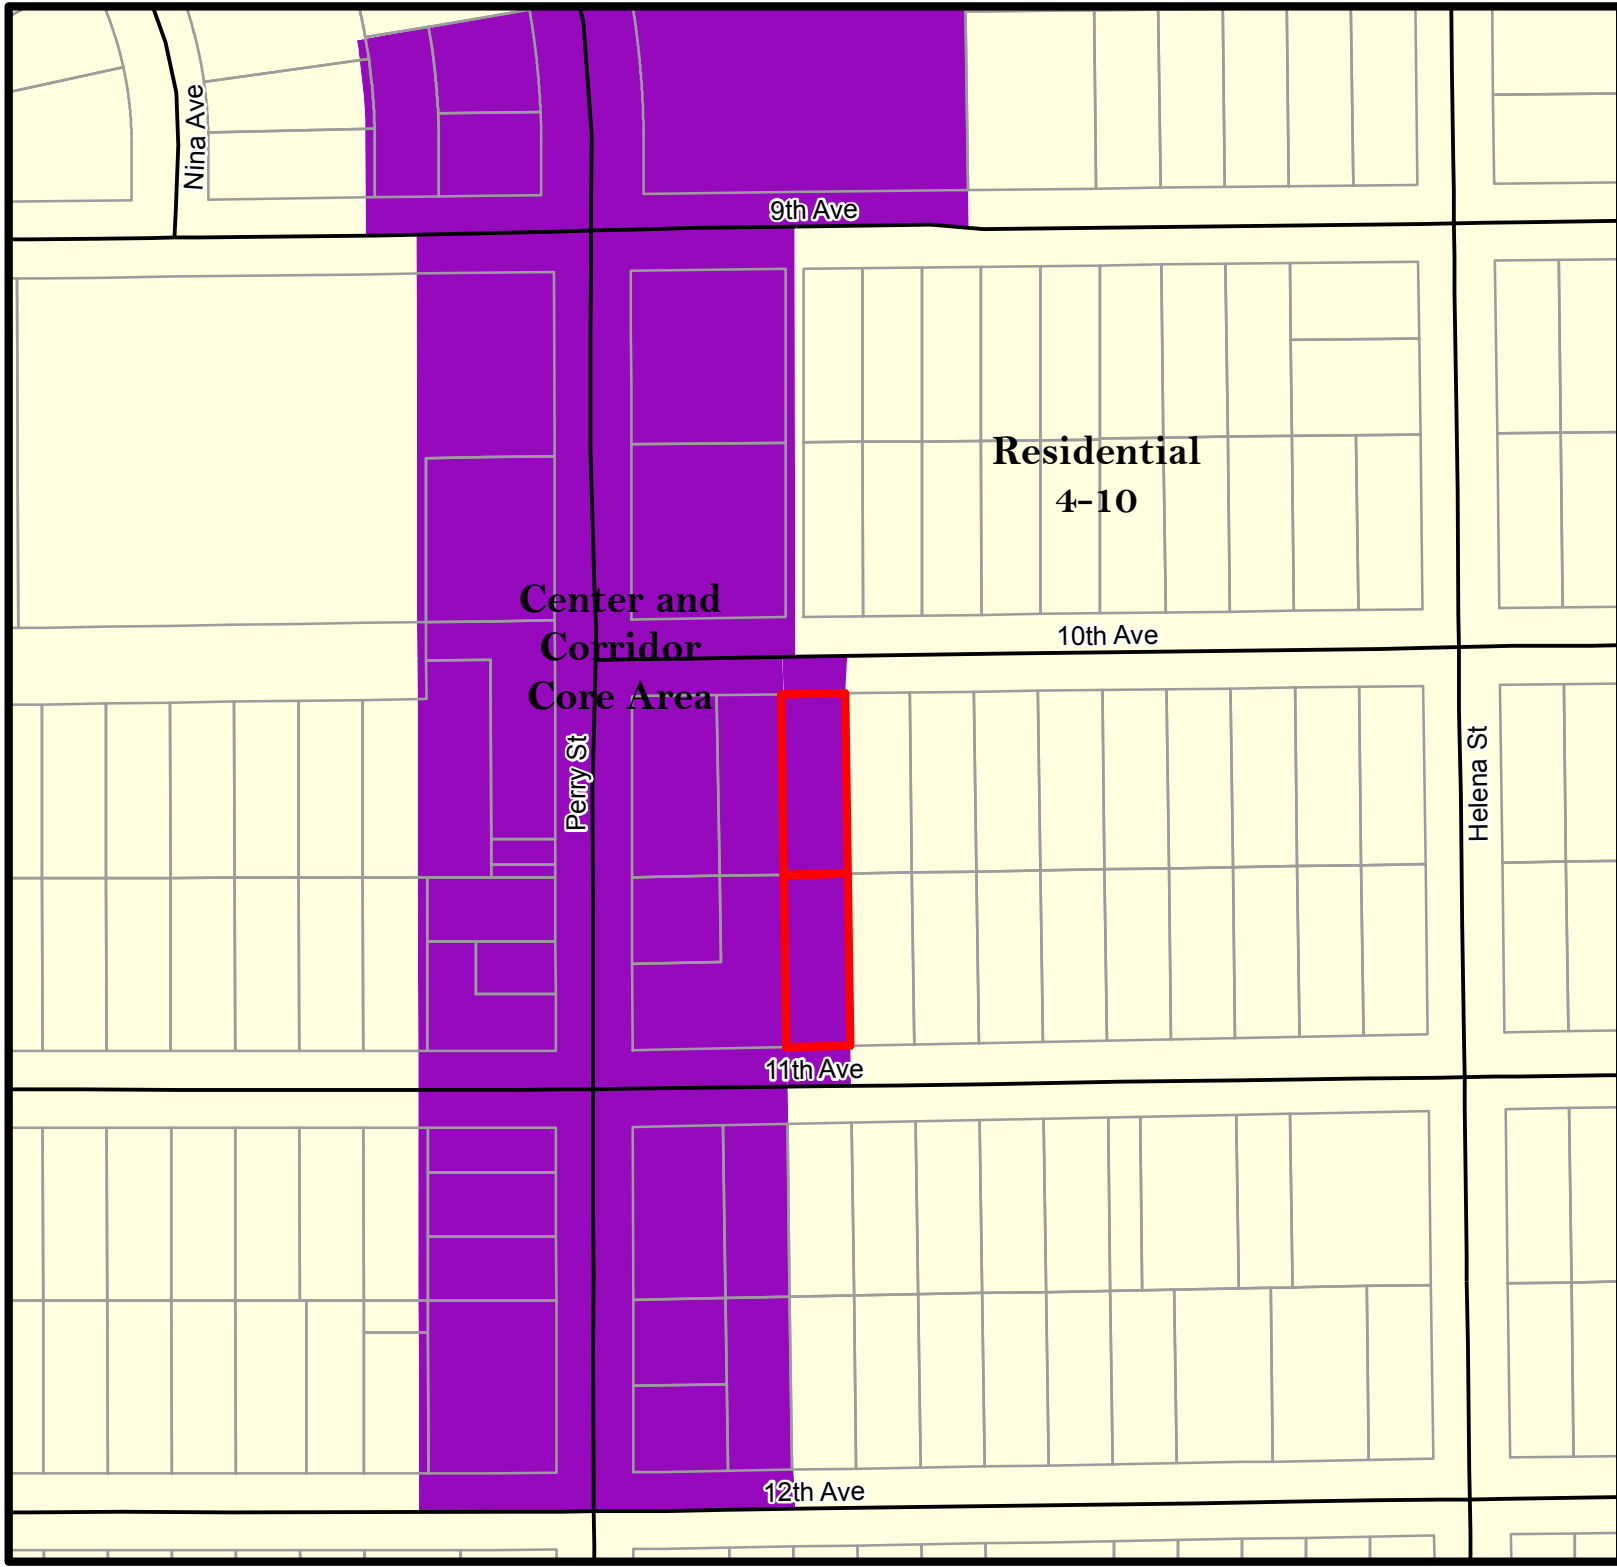 Nina Ave
9th Ave
Residential
4-10
Center and
Corridor
Core Area
10th Ave
Perry St
Helena St
11th Ave
12th Ave